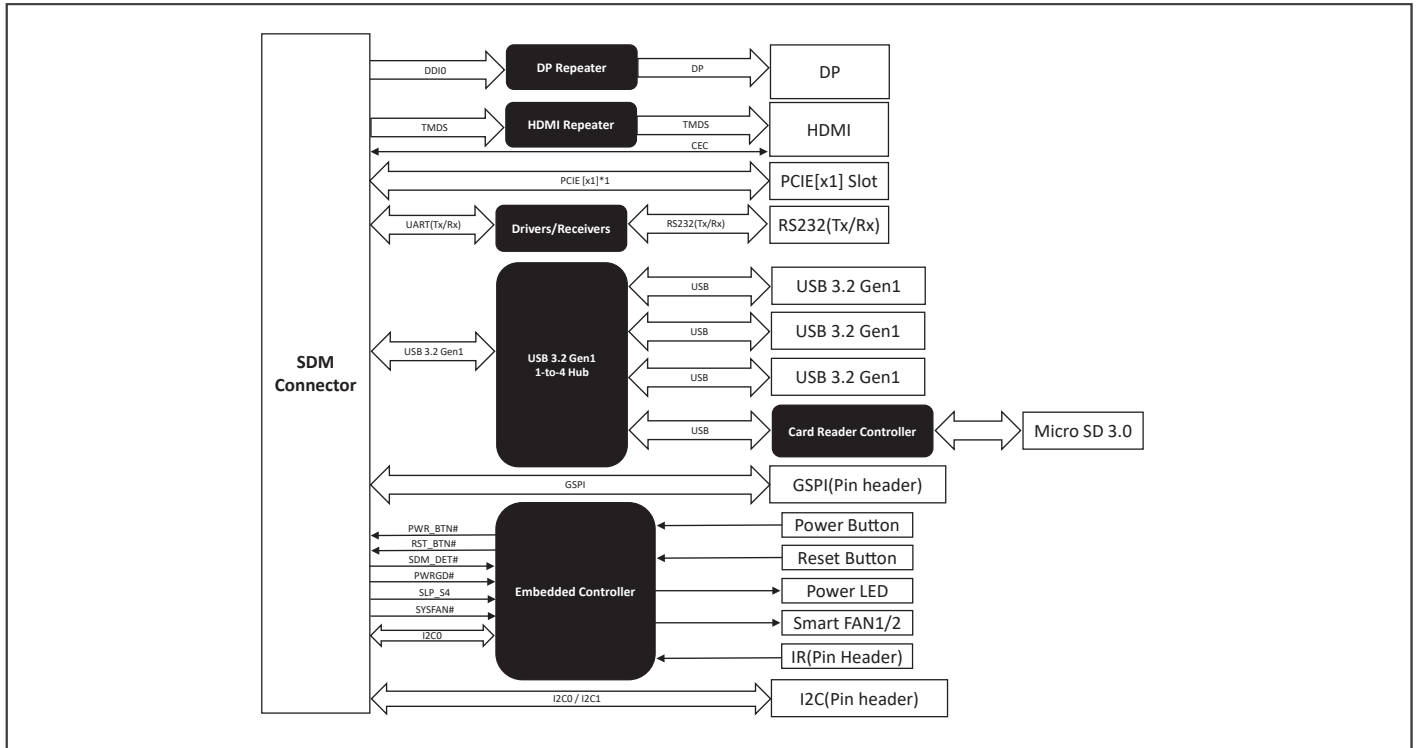 DDI0
DP Repeater
DP
DP
TMDS
HDMI Repeater
TMDS
HDMI
CEC
PCIE [x1]*1
PCIE[x1] Slot
UART(Tx/Rx)
Drivers/Receivers
RS232(Tx/Rx)
RS232(Tx/Rx)
SDM
Connector
USB 3.2 Gen1
USB 3.2 Gen1
1-to-4 Hub
USB
USB 3.2 Gen1
USB
USB 3.2 Gen1
USB
USB 3.2 Gen1
USB
Card Reader Controller
Micro SD 3.0
GSPI
GSPI(Pin header)
PWR_BTN#
RST_BTN#
SDM_DET#
PWRGD#
SLP_S4
SYSFAN#
I2C0
Embedded Controller
Power Button
Reset Button
Power LED
Smart FAN1/2
IR(Pin Header)
I2C0 / I2C1
I2C(Pin header)